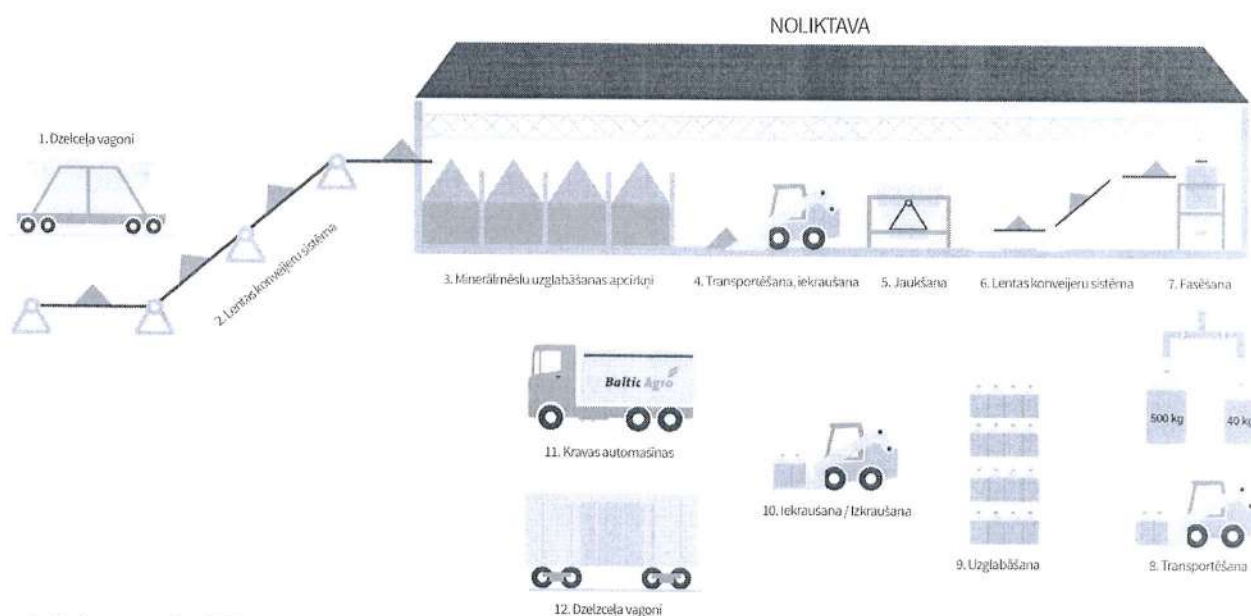 NOLIKTAVA
1. Dzelceļa vagoni
2. Lentas konveijeru sistēma
3. Minerālmēslu uzglabāšanas apcirkņi
4. Transportēšana, iekraušana
5. Jaukšana
6. Lentas konveijeru sistēma
7. Fasēšana
500 kg
40 kg
8. Transportēšana
9. Uzglabāšana
10. Iekraušana / Izkraušana
Baltic Agro
11. Kravas automašīnas
12. Dzelzceļa vagoni